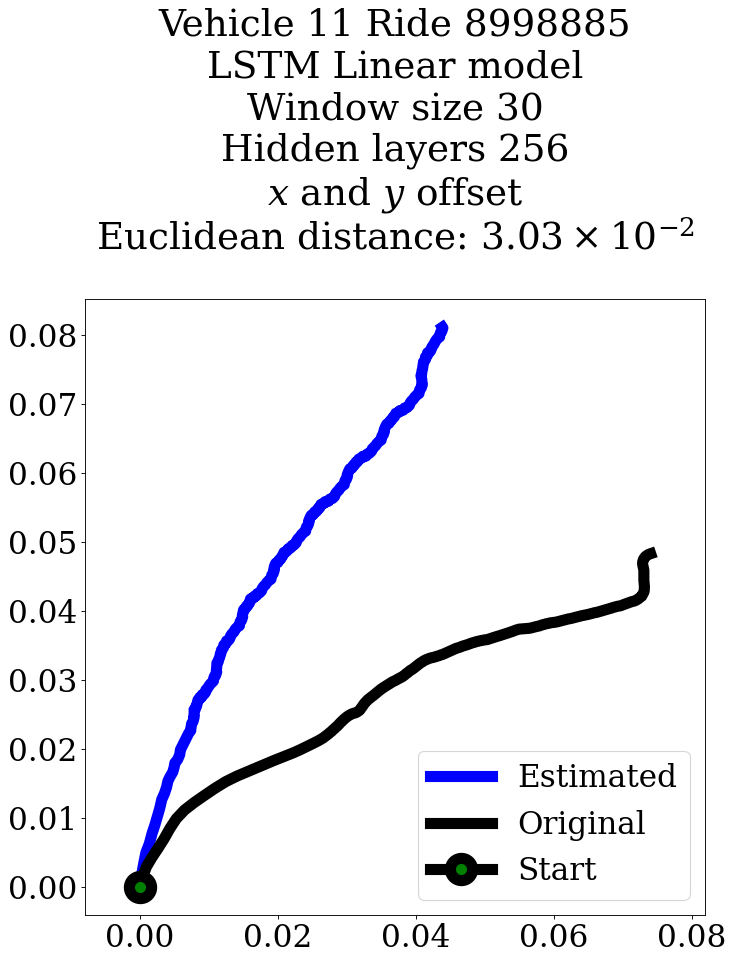 Vehicle 11 Ride 8998885
LSTM Linear model
Window size 30
Hidden layers 256
x and y offset
Euclidean distance: 3.03 × 10⁻²
0.08
0.07
0.06
0.05
0.04
0.03
0.02
0.01
0.00
Estimated
Original
Start
0.00 0.02 0.04 0.06 0.08